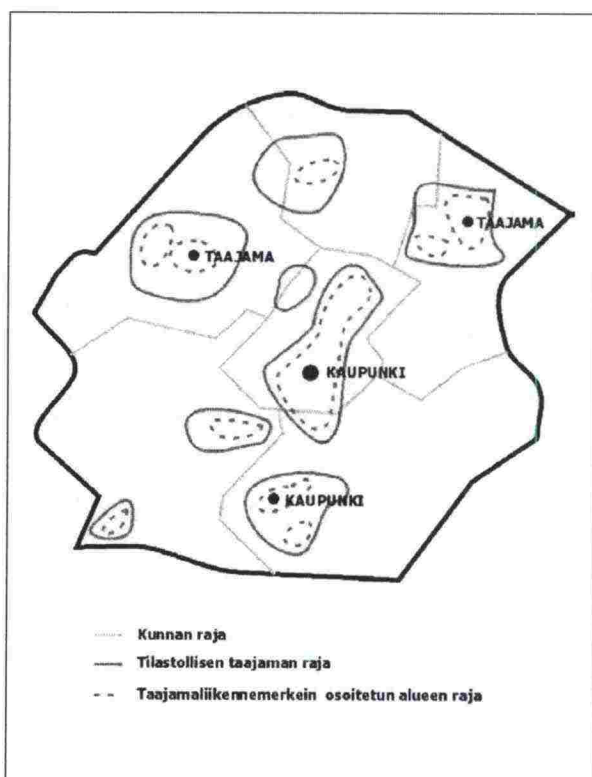 TAAJAMA
TAAJAMA
KAUPUNKI
KAUPUNKI
Kunnan raja
Tilastollisen taajaman raja
Taajamaliikennemerkein osoitetun alueen raja